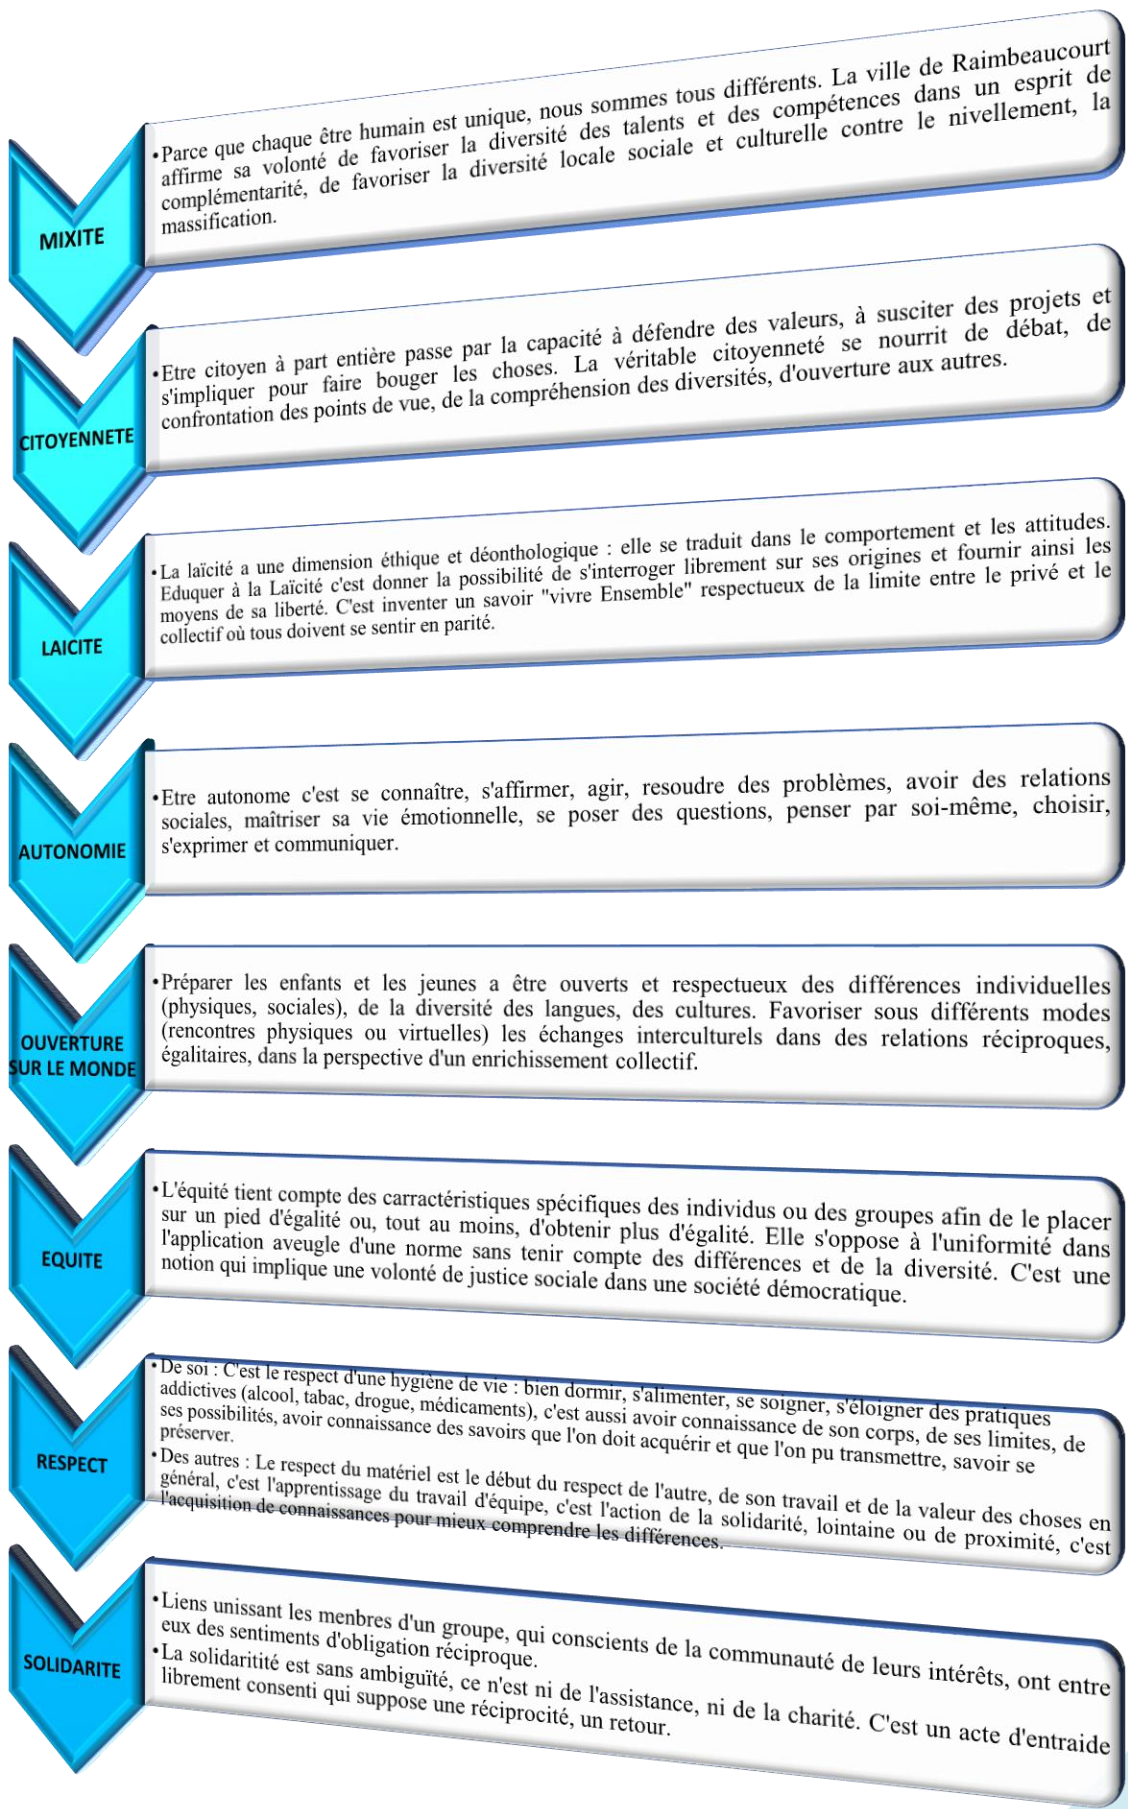 MIXITE
•Parce que chaque être humain est unique, nous sommes tous différents. La ville de Raimbeaucourt
affirme sa volonté de favoriser la diversité des talents et des compétences dans un esprit de
complémentarité, de favoriser la diversité locale sociale et culturelle contre le nivellement, la
massification.
CITOYENNETE
•Etre citoyen à part entière passe par la capacité à défendre des valeurs, à susciter des projets et
s'impliquer pour faire bouger les choses. La véritable citoyenneté se nourrit de débat, de
confrontation des points de vue, de la compréhension des diversités, d'ouverture aux autres.
LAICITE
•La laïcité a une dimension éthique et déonthologique : elle se traduit dans le comportement et les attitudes.
Eduquer à la Laïcité c'est donner la possibilité de s'interroger librement sur ses origines et fournir ainsi les
moyens de sa liberté. C'est inventer un savoir "vivre Ensemble" respectueux de la limite entre le privé et le
collectif où tous doivent se sentir en parité.
AUTONOMIE
•Etre autonome c'est se connaître, s'affirmer, agir, resoudre des problèmes, avoir des relations
sociales, maîtriser sa vie émotionnelle, se poser des questions, penser par soi-même, choisir,
s'exprimer et communiquer.
OUVERTURE
SUR LE MONDE
•Préparer les enfants et les jeunes a être ouverts et respectueux des différences individuelles
(physiques, sociales), de la diversité des langues, des cultures. Favoriser sous différents modes
(rencontres physiques ou virtuelles) les échanges interculturels dans des relations réciproques,
égalitaires, dans la perspective d'un enrichissement collectif.
EQUITE
•L'équité tient compte des carractéristiques spécifiques des individus ou des groupes afin de le placer
sur un pied d'égalité ou, tout au moins, d'obtenir plus d'égalité. Elle s'oppose à l'uniformité dans
l'application aveugle d'une norme sans tenir compte des différences et de la diversité. C'est une
notion qui implique une volonté de justice sociale dans une société démocratique.
RESPECT
•De soi : C'est le respect d'une hygiène de vie : bien dormir, s'alimenter, se soigner, s'éloigner des pratiques
addictives (alcool, tabac, drogue, médicaments), c'est aussi avoir connaissance de son corps, de ses limites, de
ses possibilités, avoir connaissance des savoirs que l'on doit acquérir et que l'on pu transmettre, savoir se
préserver.
•Des autres : Le respect du matériel est le début du respect de l'autre, de son travail et de la valeur des choses en
général, c'est l'apprentissage du travail d'équipe, c'est l'action de la solidarité, lointaine ou de proximité, c'est
l'acquisition de connaissances pour mieux comprendre les différences.
SOLIDARITE
•Liens unissant les menbres d'un groupe, qui conscients de la communauté de leurs intérêts, ont entre
eux des sentiments d'obligation réciproque.
•La solidaritité est sans ambiguïté, ce n'est ni de l'assistance, ni de la charité. C'est un acte d'entraide
librement consenti qui suppose une réciprocité, un retour.